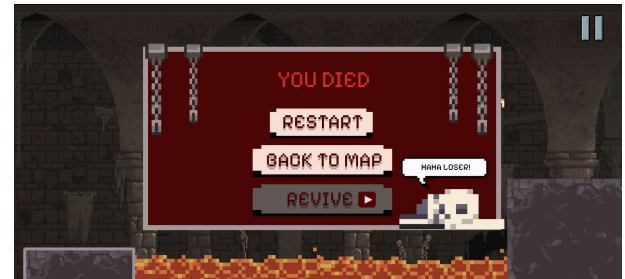 YOU DIED
RESTART
BACK TO MAP
HAHA LOSER!
REVIVE